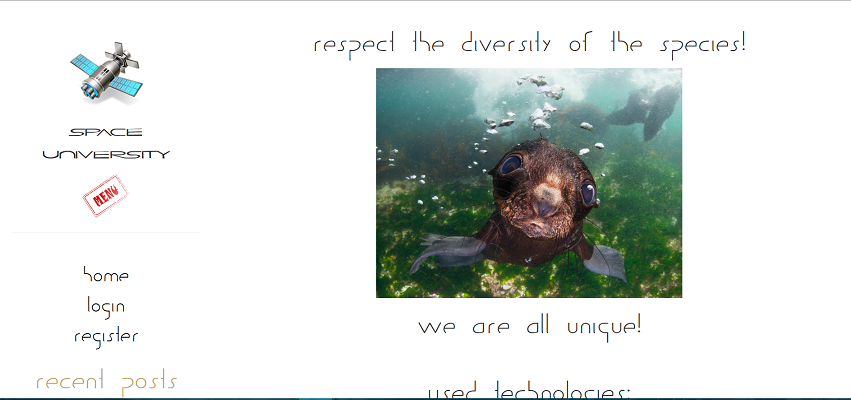 respect the diversity of the species!
SPACE
UNIVERSITY
MENU
home
login
register
recent posts
we are all unique!
used technologies: